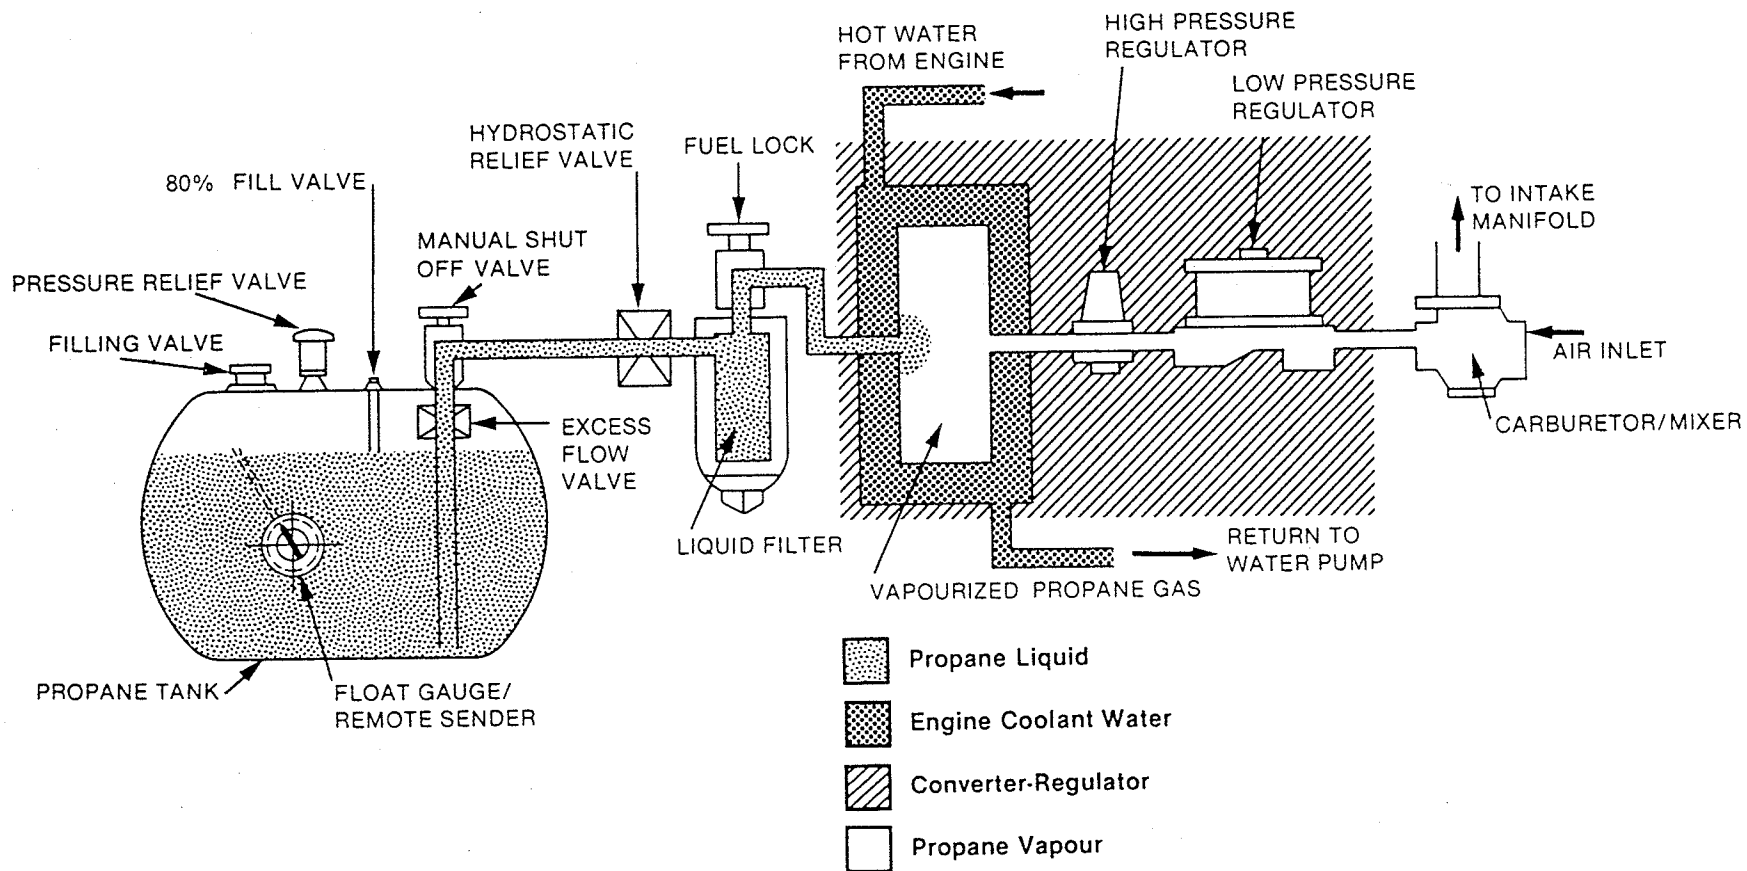 HOT WATER
FROM ENGINE
HIGH PRESSURE
REGULATOR
LOW PRESSURE
REGULATOR
HYDROSTATIC
RELIEF VALVE
FUEL LOCK
80% FILL VALVE
TO INTAKE
MANIFOLD
MANUAL SHUT
OFF VALVE
PRESSURE RELIEF VALVE
FILLING VALVE
AIR INLET
CARBURETOR/MIXER
EXCESS
FLOW
VALVE
LIQUID FILTER
RETURN TO
WATER PUMP
VAPOURIZED PROPANE GAS
PROPANE TANK
FLOAT GAUGE/
REMOTE SENDER
Propane Liquid
Engine Coolant Water
Converter-Regulator
Propane Vapour